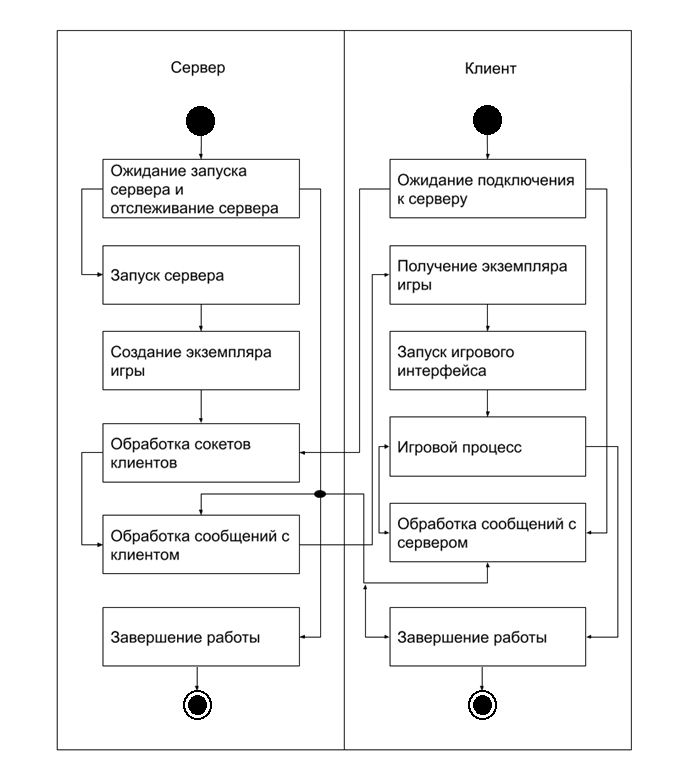 Сервер
Клиент
Ожидание запуска
сервера и
отслеживание сервера
Ожидание подключения
к серверу
Запуск сервера
Получение экземпляра
игры
Создание экземпляра
игры
Запуск игрового
интерфейса
Обработка сокетов
клиентов
Игровой процесс
Обработка сообщений с
клиентом
Обработка сообщений с
сервером
Завершение работы
Завершение работы